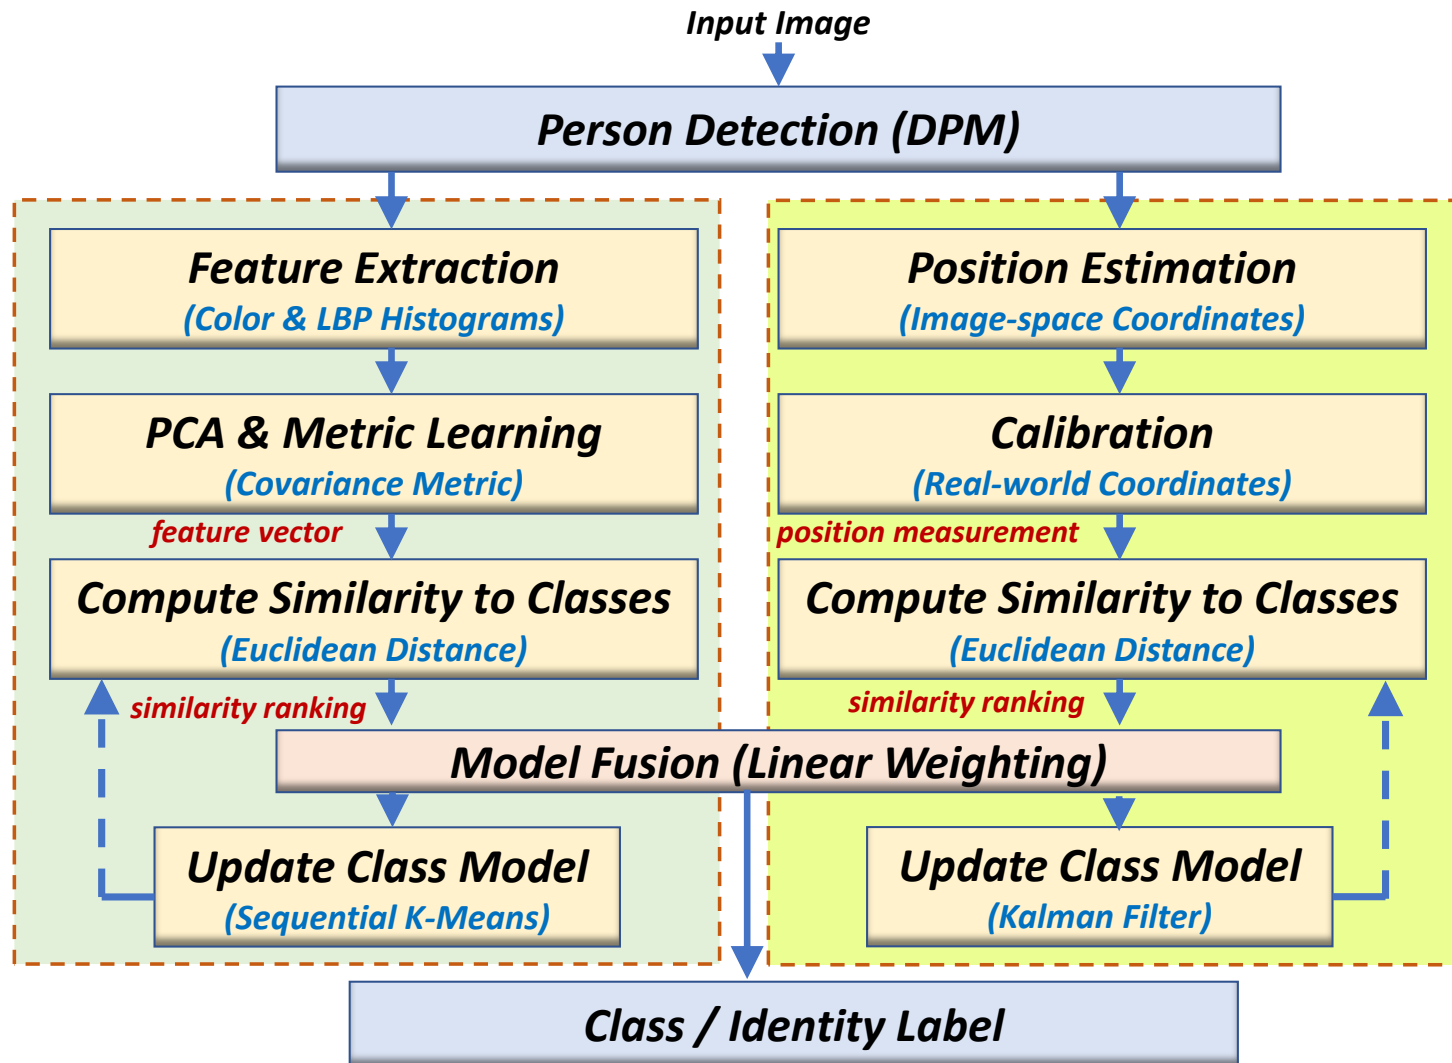 Input Image
Person Detection (DPM)
Feature Extraction
(Color & LBP Histograms)
PCA & Metric Learning
(Covariance Metric)
feature vector
Compute Similarity to Classes
(Euclidean Distance)
similarity ranking
Position Estimation
(Image-space Coordinates)
Calibration
(Real-world Coordinates)
position measurement
Compute Similarity to Classes
(Euclidean Distance)
similarity ranking
Model Fusion (Linear Weighting)
Update Class Model
(Sequential K-Means)
Update Class Model
(Kalman Filter)
Class / Identity Label